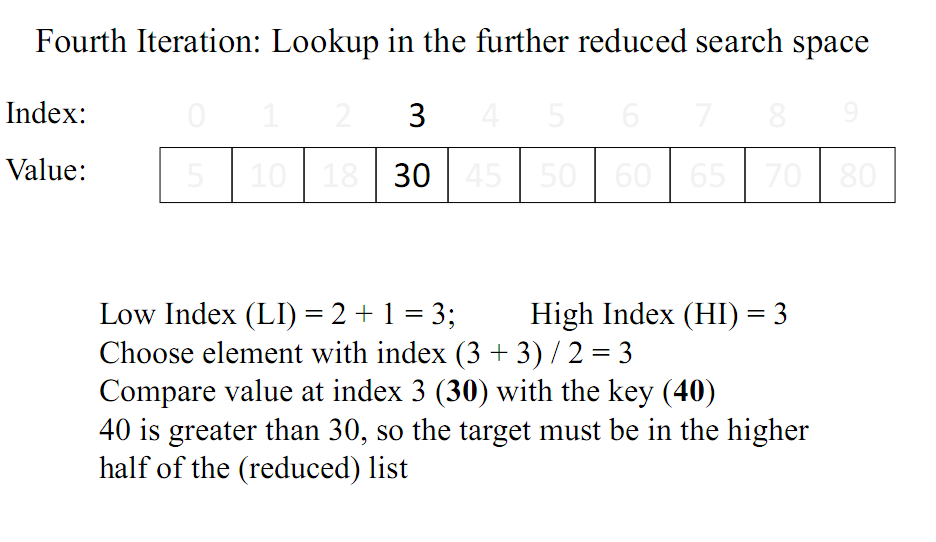 Fourth Iteration: Lookup in the further reduced search space
Index: 0 1 2 3 4 5 6 7 8 9
Value: 5 10 18 30 45 50 60 65 70 80
Low Index (LI) = 2 + 1 = 3; High Index (HI) = 3
Choose element with index (3 + 3) / 2 = 3
Compare value at index 3 (30) with the key (40)
40 is greater than 30, so the target must be in the higher
half of the (reduced) list